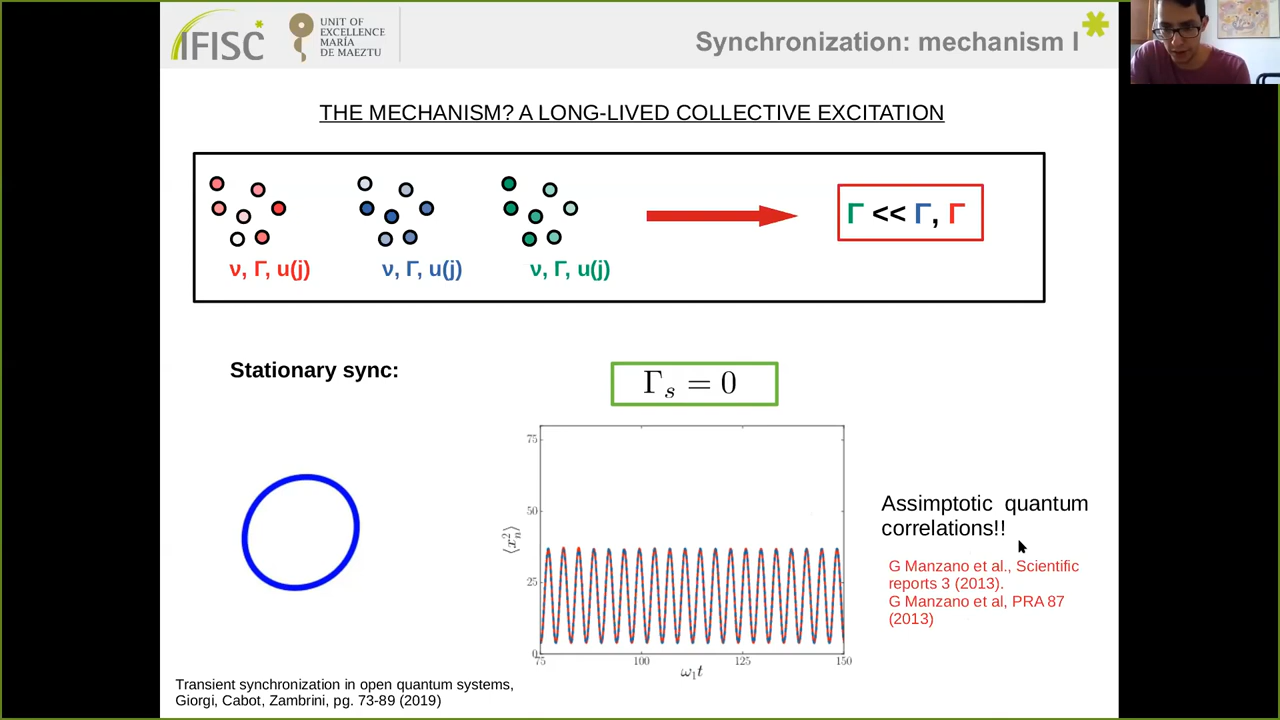 IFISC
UNIT OF
EXCELLENCE
MARÍA
DE MAEZTU
Synchronization: mechanism I
THE MECHANISM? A LONG-LIVED COLLECTIVE EXCITATION
ν, Γ, u(j)
ν, Γ, u(j)
ν, Γ, u(j)
Γ << Γ, Γ
Stationary sync:
Γₛ = 0
75
50
25
0
⟨xₙ²⟩
75
100
125
150
ω₁t
Assimptotic quantum
correlations!!
G Manzano et al., Scientific
reports 3 (2013).
G Manzano et al, PRA 87
(2013)
Transient synchronization in open quantum systems,
Giorgi, Cabot, Zambrini, pg. 73-89 (2019)